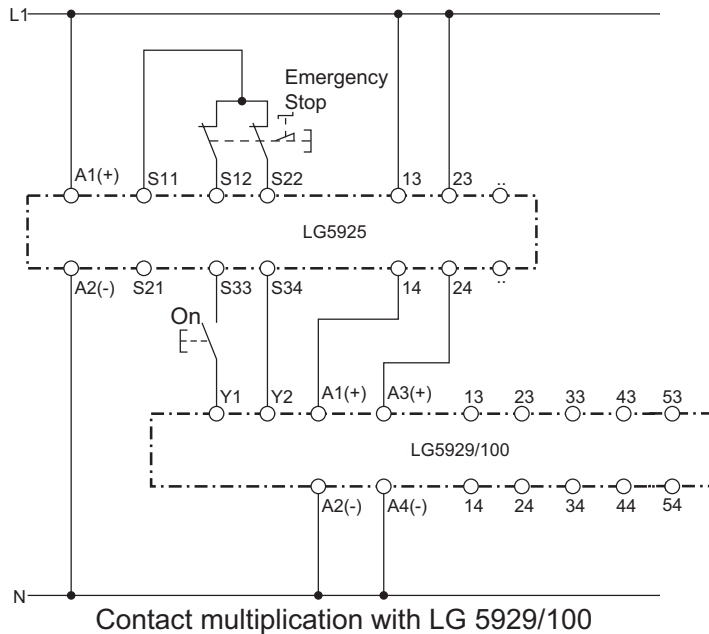 L1
Emergency
Stop
A1(+) S11 S12 S22 13 23 ..
LG5925
A2(-) S21 S33 S34 14 24 ..
On
Y1 Y2 A1(+) A3(+) 13 23 33 43 53
LG5929/100
A2(-) A4(-) 14 24 34 44 54
N
Contact multiplication with LG 5929/100